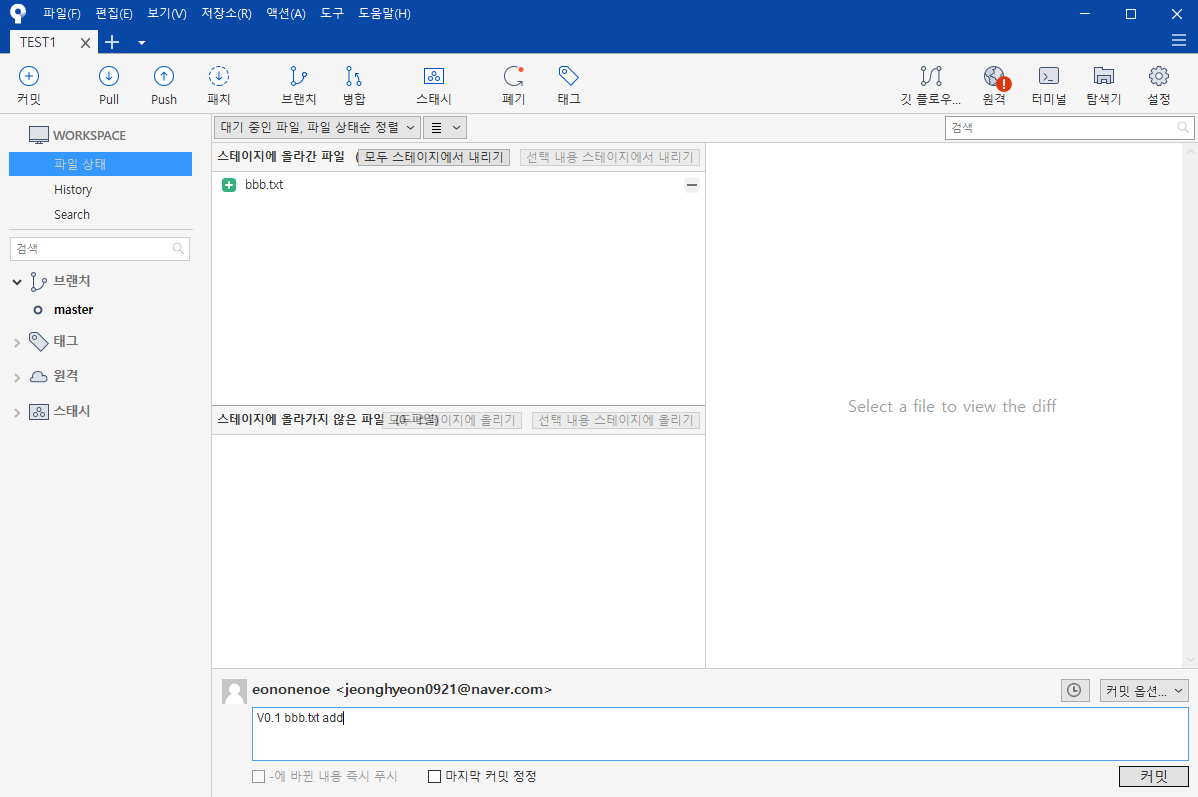 파일(F) 편집(E) 보기(V) 저장소(R) 액션(A) 도구 도움말(H)
TEST1
커밋 Pull Push 패치 브랜치 병합 스태시 폐기 태그 깃 플로우... 원격 터미널 탐색기 설정
WORKSPACE
파일 상태
History
Search
검색
브랜치
master
태그
원격
스태시
대기 중인 파일, 파일 상태순 정렬
검색
스테이지에 올라간 파일 ( 모두 스테이지에서 내리기 선택 내용 스테이지에서 내리기
bbb.txt
스테이지에 올라가지 않은 파일 스테이지에 올리기 선택 내용 스테이지에 올리기
Select a file to view the diff
eononenoe <jeonghyeon0921@naver.com>
커밋 옵션...
V0.1 bbb.txt add
-에 바뀐 내용 즉시 푸시 마지막 커밋 정정
커밋